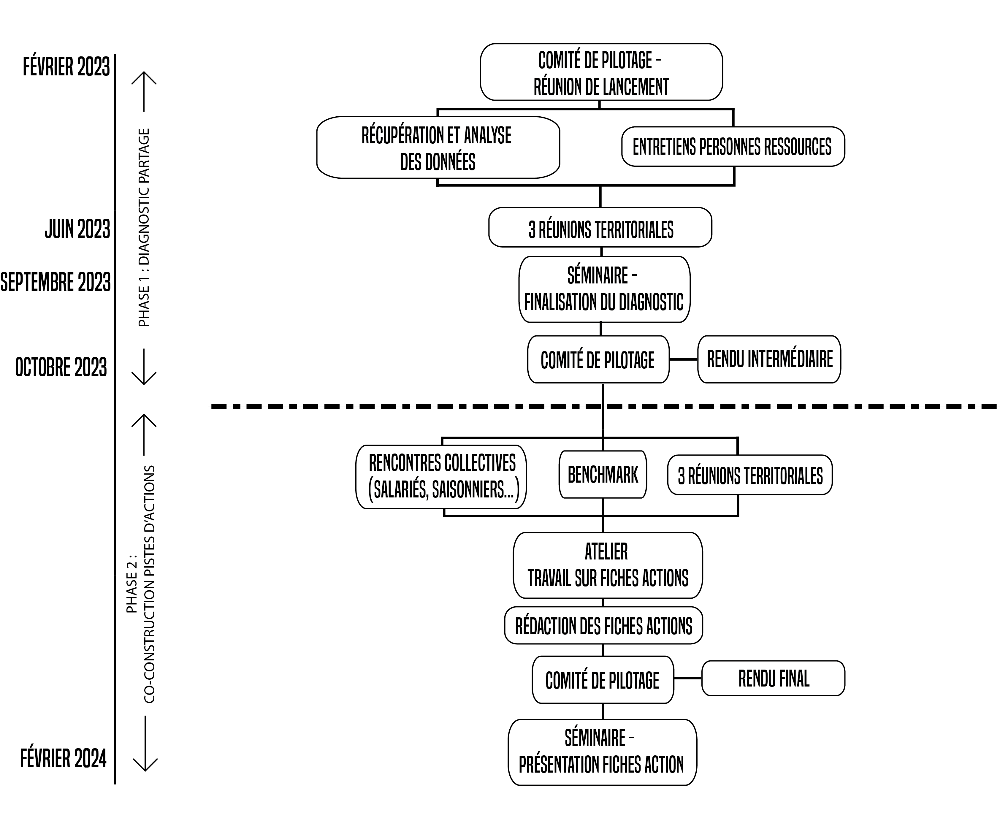 FÉVRIER 2023
COMITÉ DE PILOTAGE –
RÉUNION DE LANCEMENT
RÉCUPÉRATION ET ANALYSE
DES DONNÉES
ENTRETIENS PERSONNES RESSOURCES
PHASE 1 : DIAGNOSTIC PARTAGE
JUIN 2023
3 RÉUNIONS TERRITORIALES
SEPTEMBRE 2023
SÉMINAIRE –
FINALISATION DU DIAGNOSTIC
OCTOBRE 2023
COMITÉ DE PILOTAGE
RENDU INTERMÉDIAIRE
PHASE 2 :
CO-CONSTRUCTION PISTES D'ACTIONS
RENCONTRES COLLECTIVES
(SALARIÉS, SAISONNIERS...)
BENCHMARK
3 RÉUNIONS TERRITORIALES
ATELIER
TRAVAIL SUR FICHES ACTIONS
RÉDACTION DES FICHES ACTIONS
COMITÉ DE PILOTAGE
RENDU FINAL
FÉVRIER 2024
SÉMINAIRE –
PRÉSENTATION FICHES ACTION